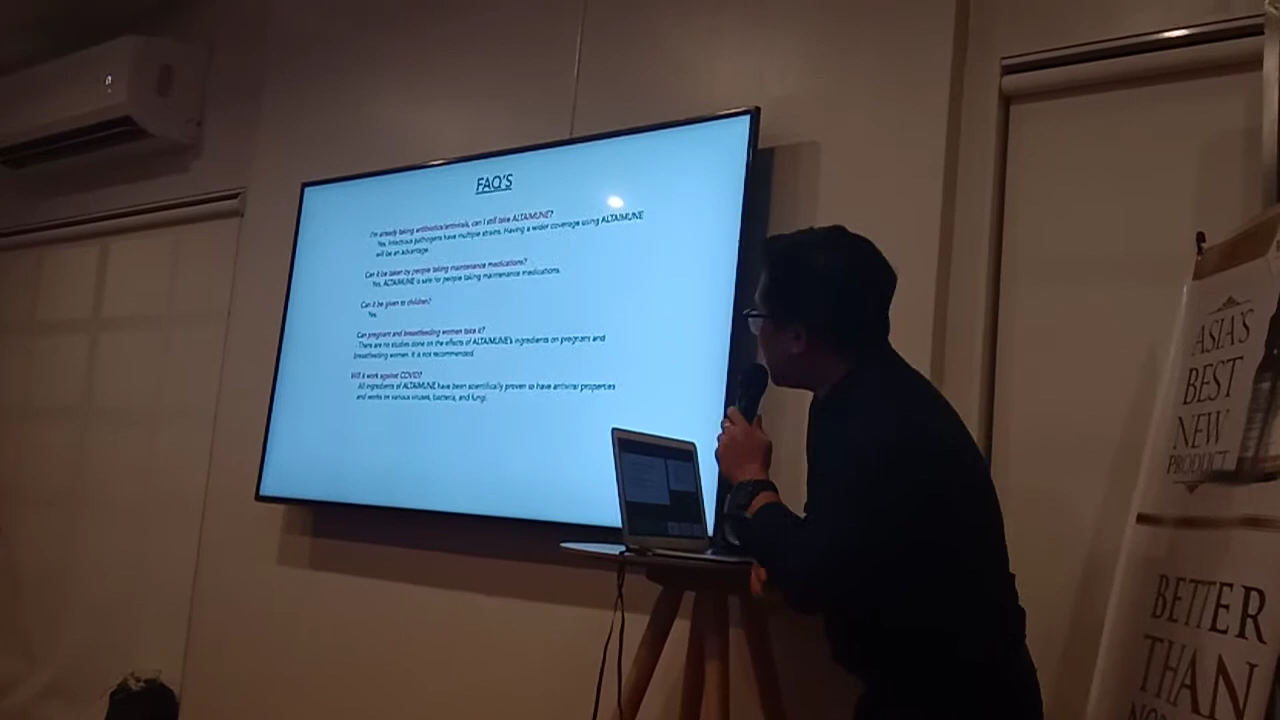 FAQ'S
I'm already taking antibiotics/antivirals, can I still take ALTAIMUNE?
Yes. Infectious pathogens have multiple strains. Having a wider coverage using ALTAIMUNE
will be an advantage.
Can it be taken by people taking maintenance medications?
Yes, ALTAIMUNE is safe for people taking maintenance medications.
Can it be given to children?
Yes.
Can pregnant and breastfeeding women take it?
- There are no studies done on the effects of ALTAIMUNE's ingredients on pregnant and
breastfeeding women. It is not recommended.
Will it work against COVID?
All ingredients of ALTAIMUNE have been scientifically proven to have antiviral properties
and works on various viruses, bacteria, and fungi.
ASIA'S
BEST
NEW
PRODUCT
BETTER
THAN